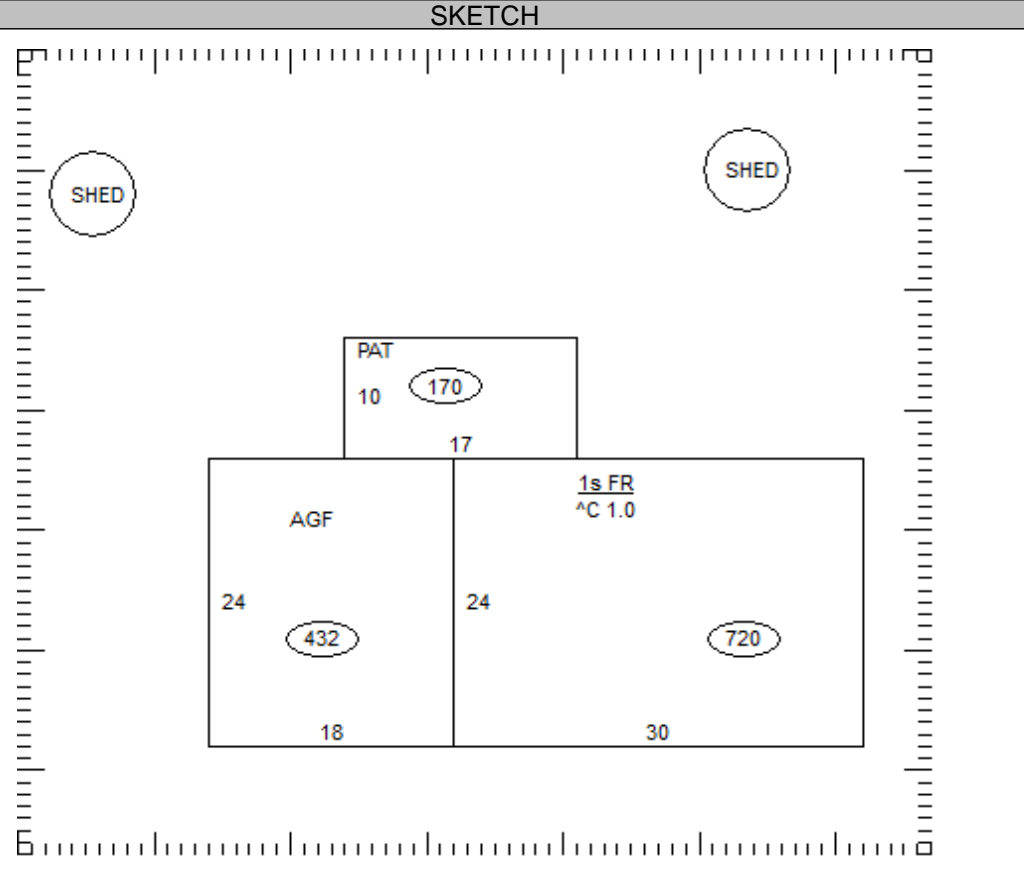 SKETCH
SHED
SHED
PAT
170
10
17
1s FR
^C 1.0
AGF
24
24
432
720
18
30